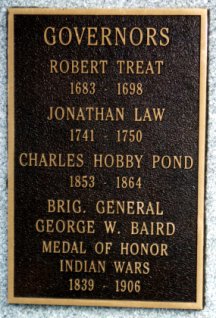 GOVERNORS
ROBERT TREAT
1683 - 1698
JONATHAN LAW
1741 - 1750
CHARLES HOBBY POND
1853 - 1864
BRIG. GENERAL
GEORGE W. BAIRD
MEDAL OF HONOR
INDIAN WARS
1839 - 1906